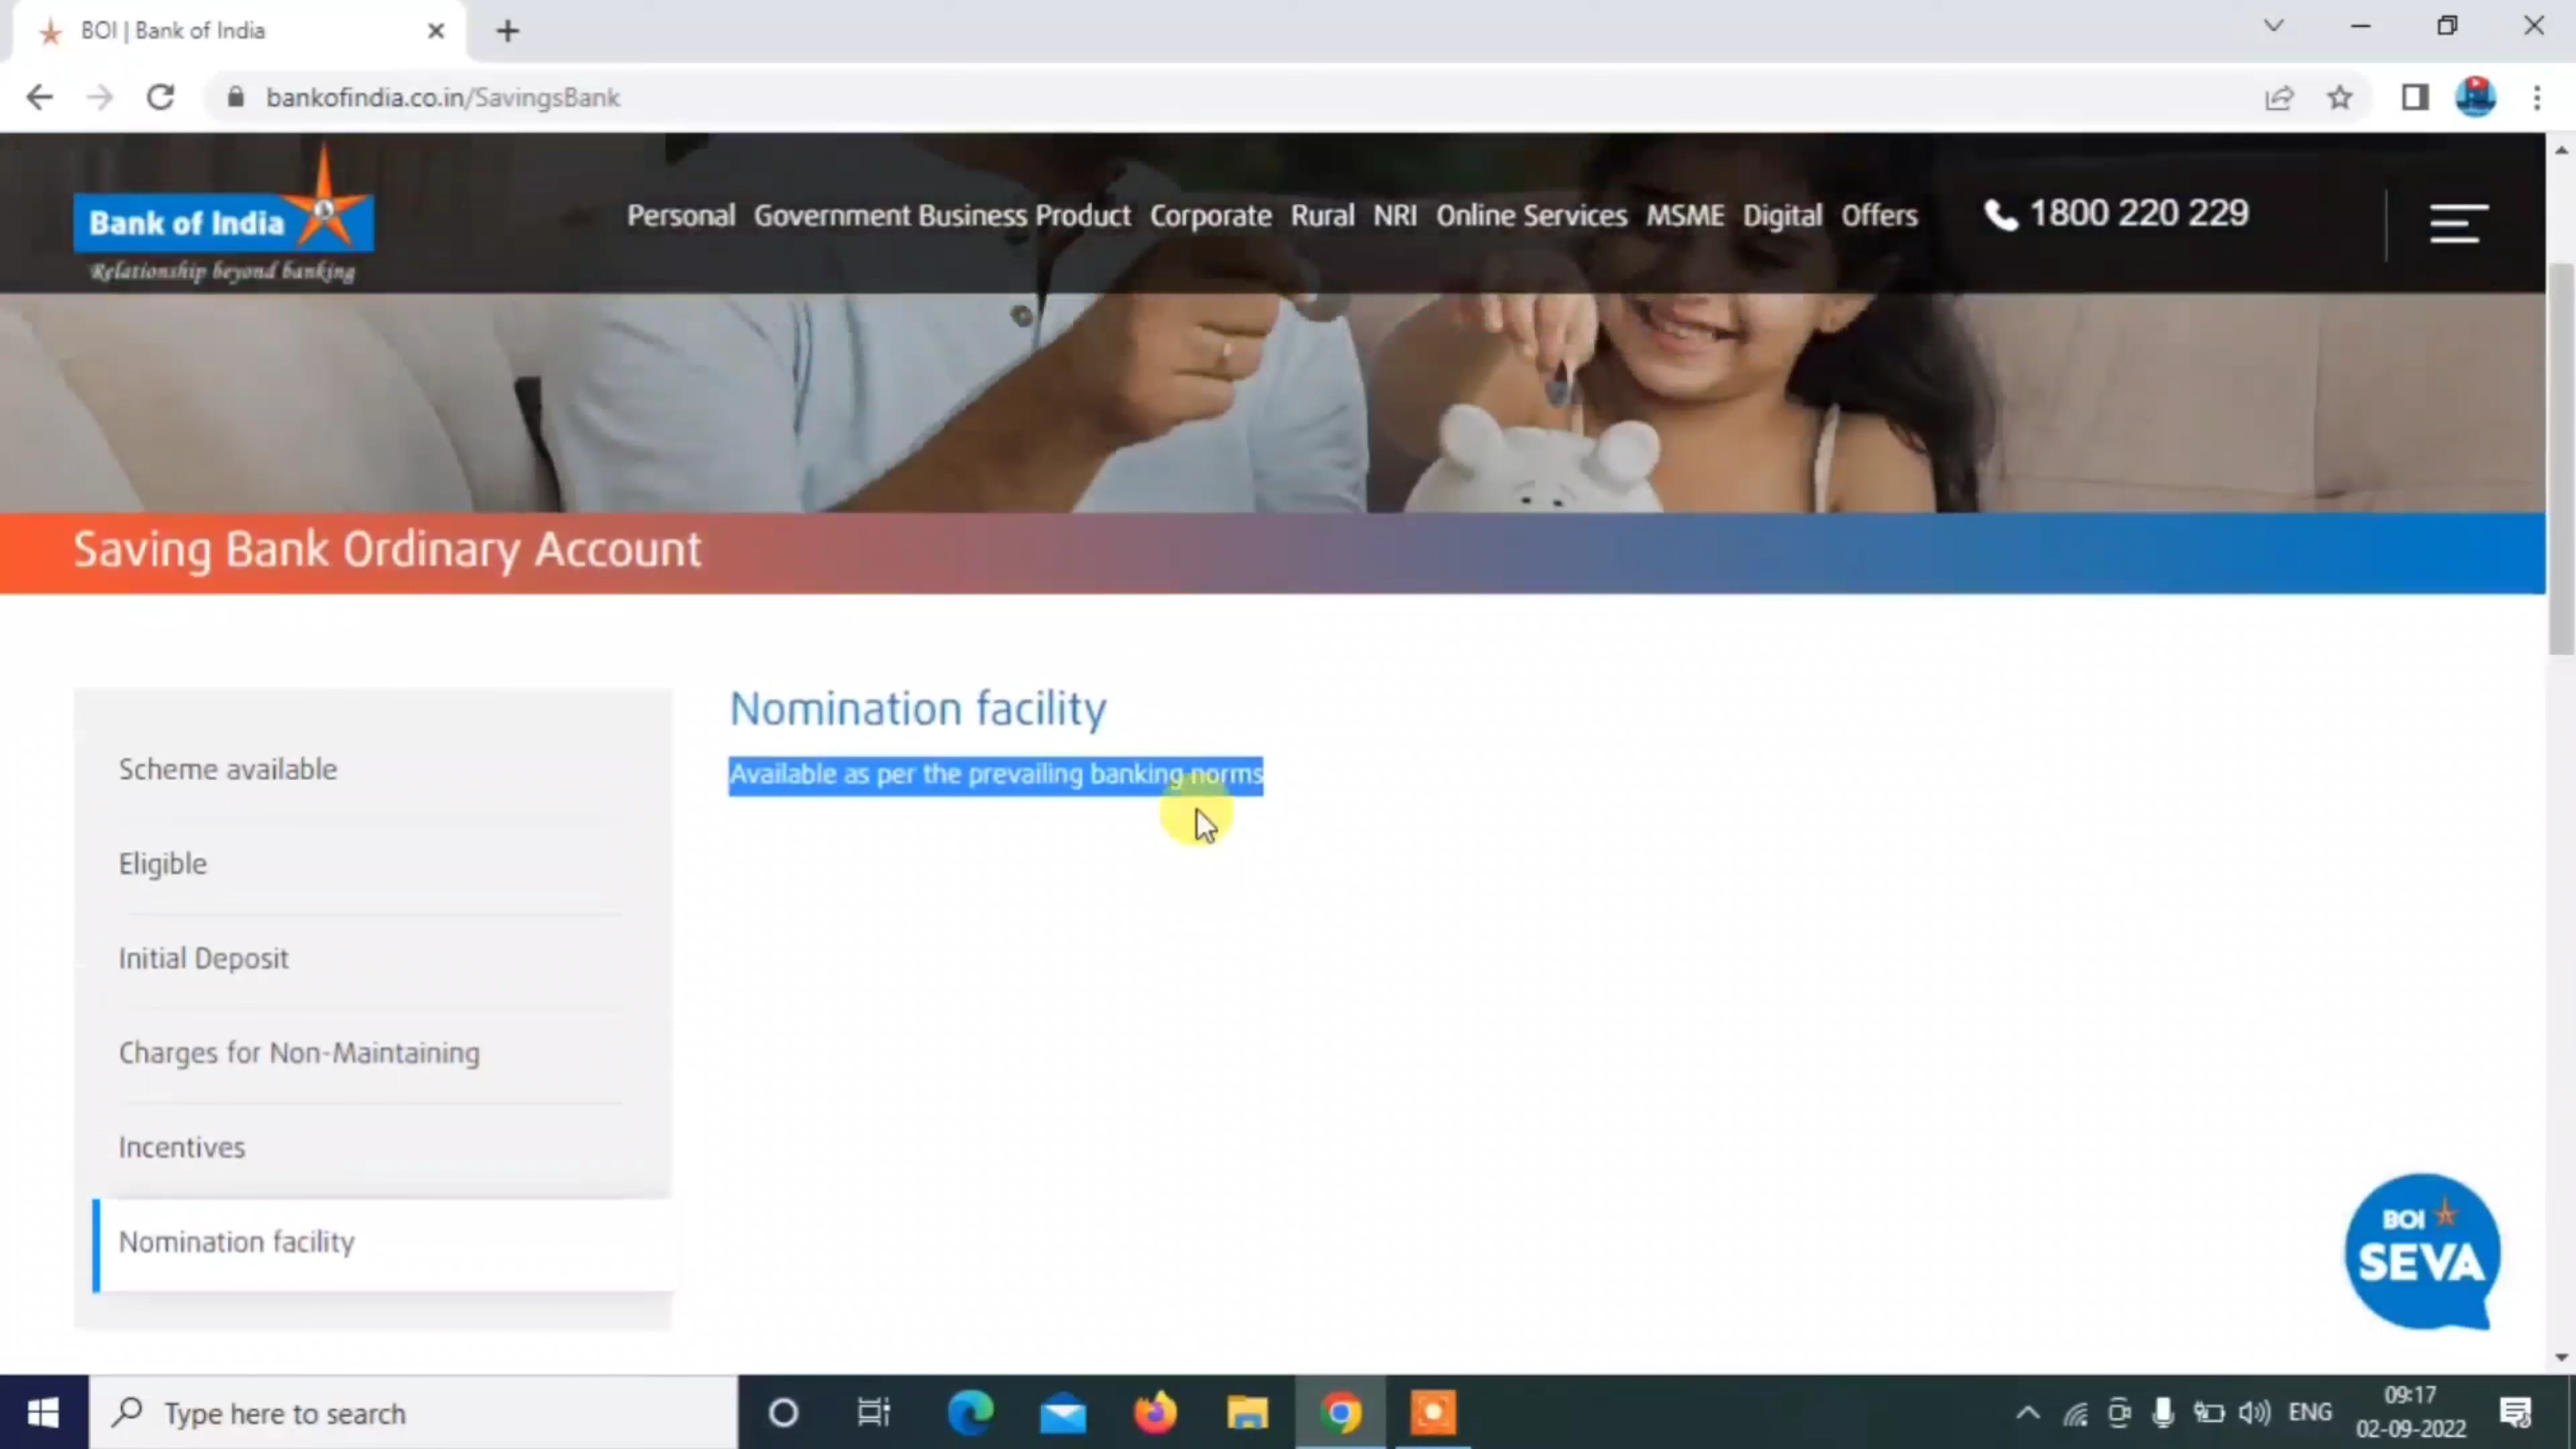 BOI | Bank of India
bankofindia.co.in/SavingsBank
Bank of India
Relationship beyond banking
Personal Government Business Product Corporate Rural NRI Online Services MSME Digital Offers 1800 220 229
Saving Bank Ordinary Account
Nomination facility
Available as per the prevailing banking norms
Scheme available
Eligible
Initial Deposit
Charges for Non-Maintaining
Incentives
Nomination facility
BOI
SEVA
Type here to search
ENG
09:17
02-09-2022